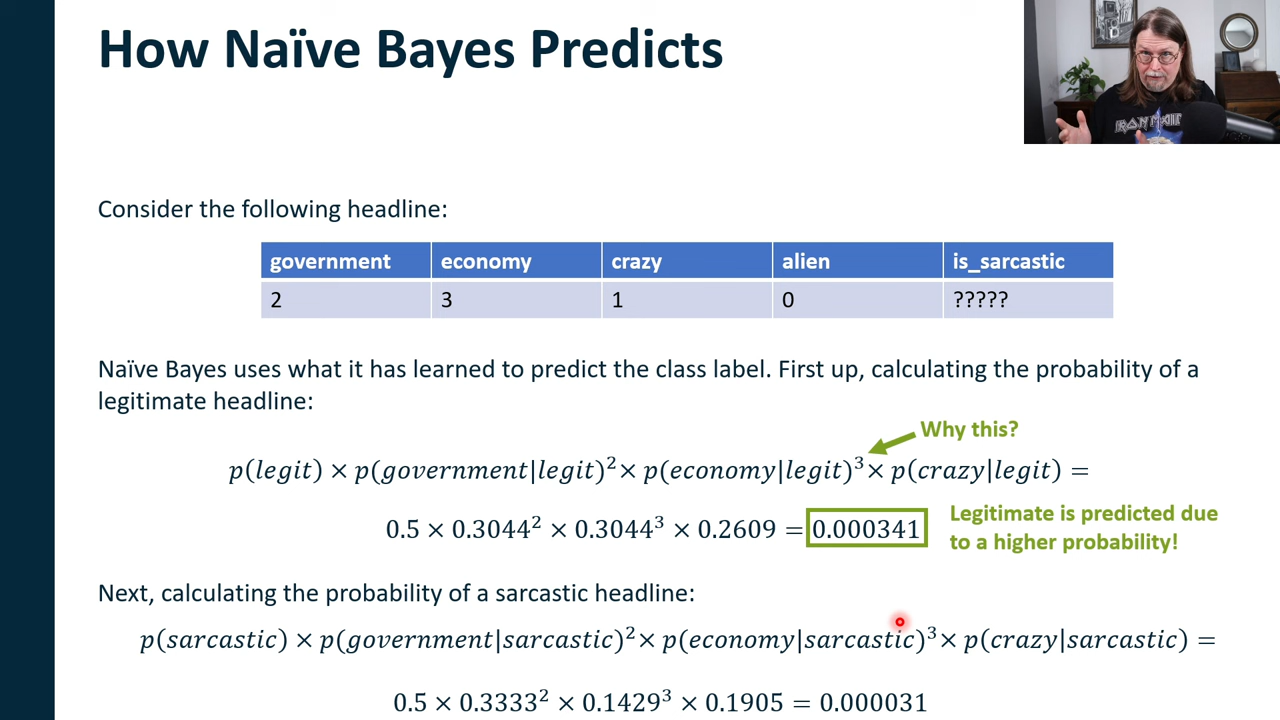 How Naïve Bayes Predicts
IRON MAIDEN
Consider the following headline:
government economy crazy alien is_sarcastic
2 3 1 0 ?????
Naïve Bayes uses what it has learned to predict the class label. First up, calculating the probability of a
legitimate headline:
Why this?
p(legit) × p(government|legit)² × p(economy|legit)³ × p(crazy|legit) =
0.5 × 0.3044² × 0.3044³ × 0.2609 = 0.000341
Legitimate is predicted due
to a higher probability!
Next, calculating the probability of a sarcastic headline:
p(sarcastic) × p(government|sarcastic)² × p(economy|sarcastic)³ × p(crazy|sarcastic) =
0.5 × 0.3333² × 0.1429³ × 0.1905 = 0.000031